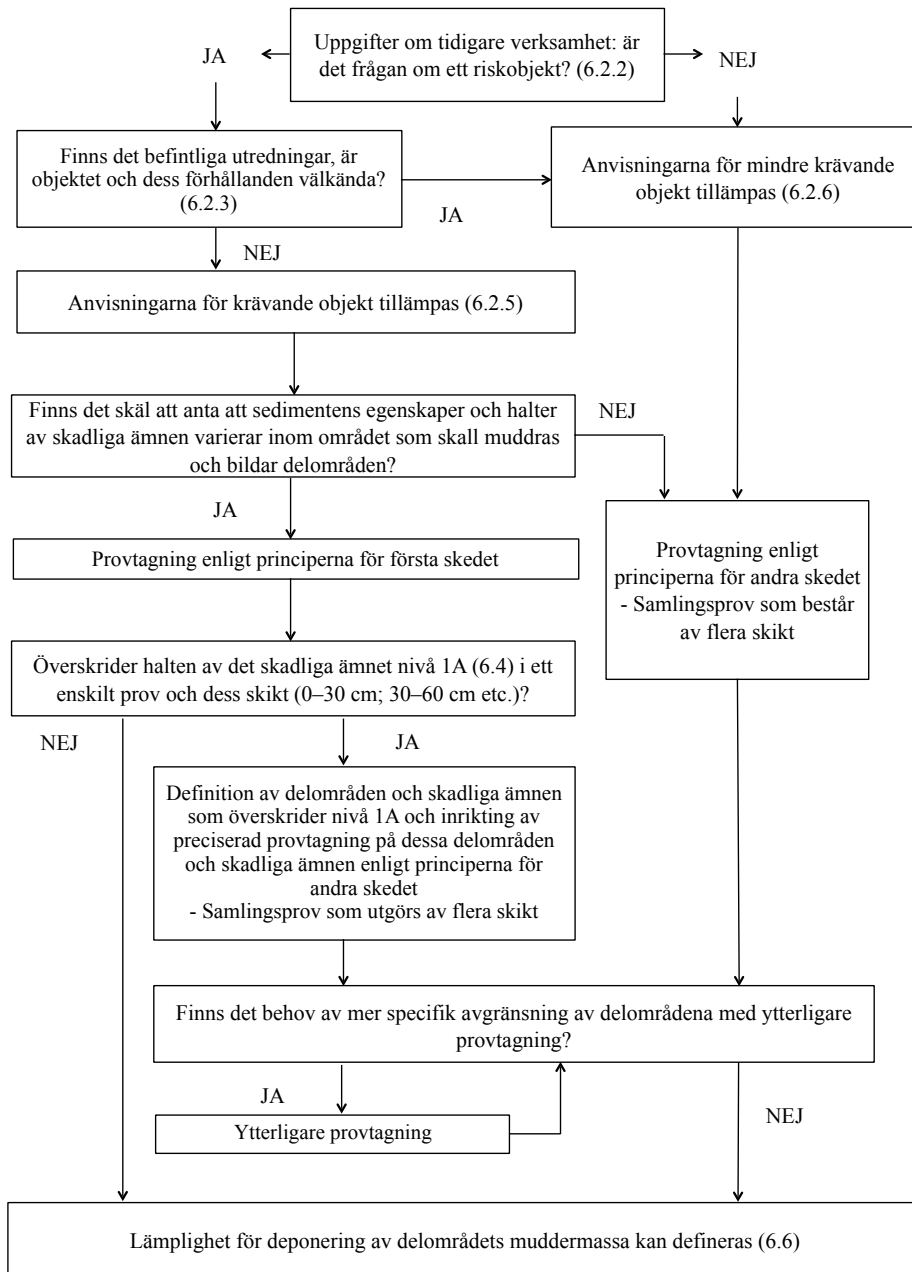 Uppgifter om tidigare verksamhet: är
det frågan om ett riskobjekt? (6.2.2)
JA
NEJ
Finns det befintliga utredningar, är
objektet och dess förhållanden välkända?
(6.2.3)
Anvisningarna för mindre krävande
objekt tillämpas (6.2.6)
JA
NEJ
Anvisningarna för krävande objekt tillämpas (6.2.5)
Finns det skäl att anta att sedimentens egenskaper och halter
av skadliga ämnen varierar inom området som skall muddras
och bildar delområden?
NEJ
JA
Provtagning enligt principerna för första skedet
Provtagning enligt
principerna för andra skedet
- Samlingsprov som består
av flera skikt
Överskrider halten av det skadliga ämnet nivå 1A (6.4) i ett
enskilt prov och dess skikt (0–30 cm; 30–60 cm etc.)?
NEJ
JA
Definition av delområden och skadliga ämnen
som överskrider nivå 1A och inrikting av
preciserad provtagning på dessa delområden
och skadliga ämnen enligt principerna för
andra skedet
- Samlingsprov som utgörs av flera skikt
Finns det behov av mer specifik avgränsning av delområdena med ytterligare
provtagning?
JA
Ytterligare provtagning
NEJ
Lämplighet för deponering av delområdets muddermassa kan defineras (6.6)